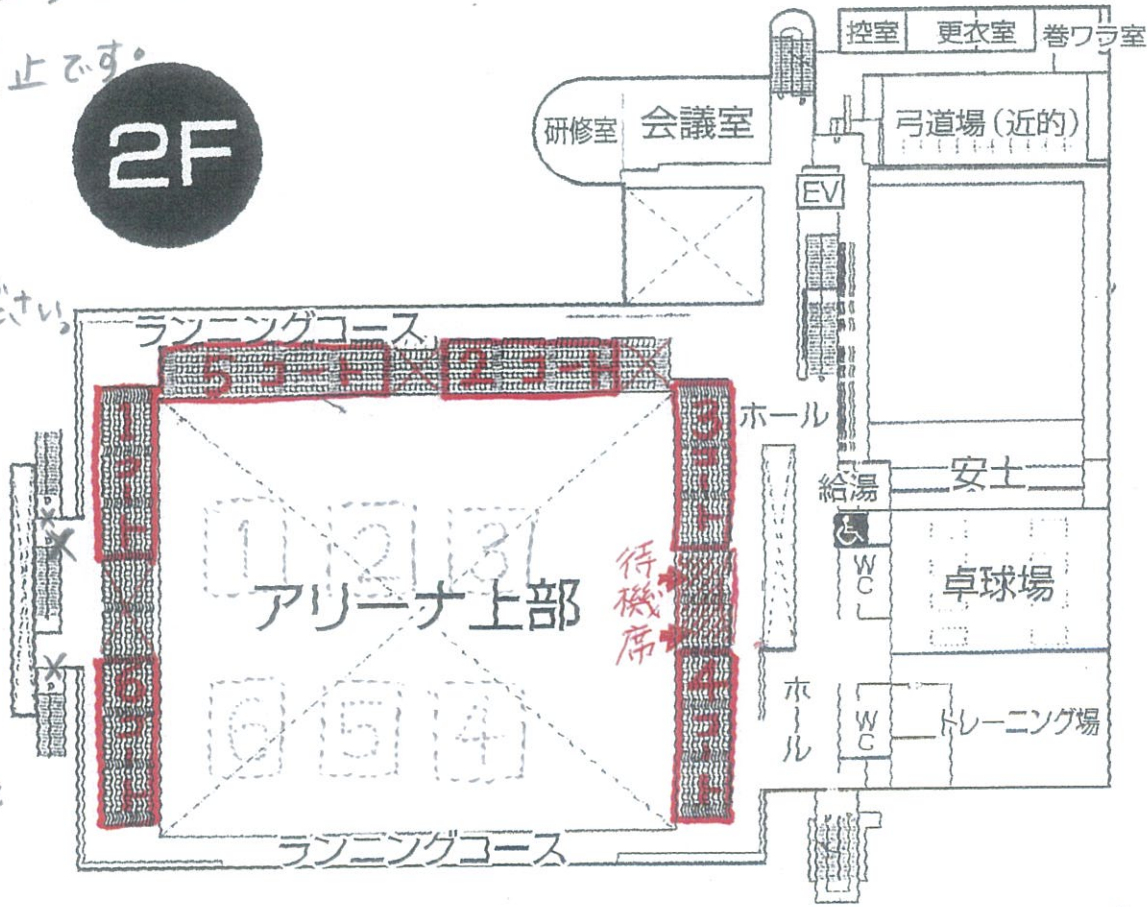 止です。
2F
控室
更衣室
巻ワラ室
研修室
会議室
弓道場(近的)
EV
ださい。
ランニングコース
5コート
2コート
1コート
3コート
ホール
給湯
安土
1
2
3
待機席
WC
卓球場
アリーナ上部
6コート
4コート
6
5
4
ホール
WC
トレーニング場
ランニングコース